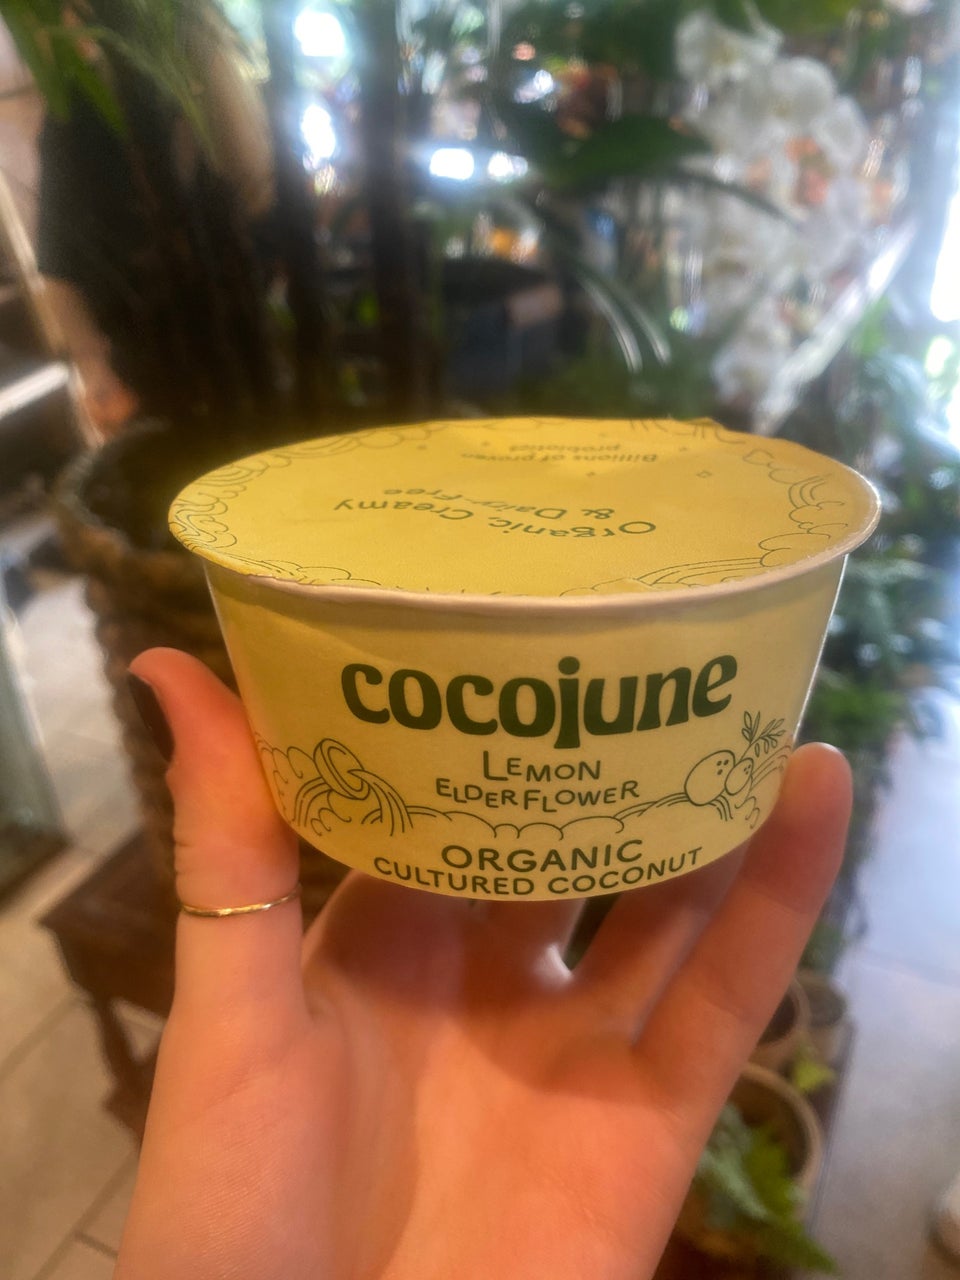 Billions of proven
probiotics
Organic, Creamy
& Dairy-Free
cocojune
LEMON
ELDERFLOWER
ORGANIC
CULTURED COCONUT